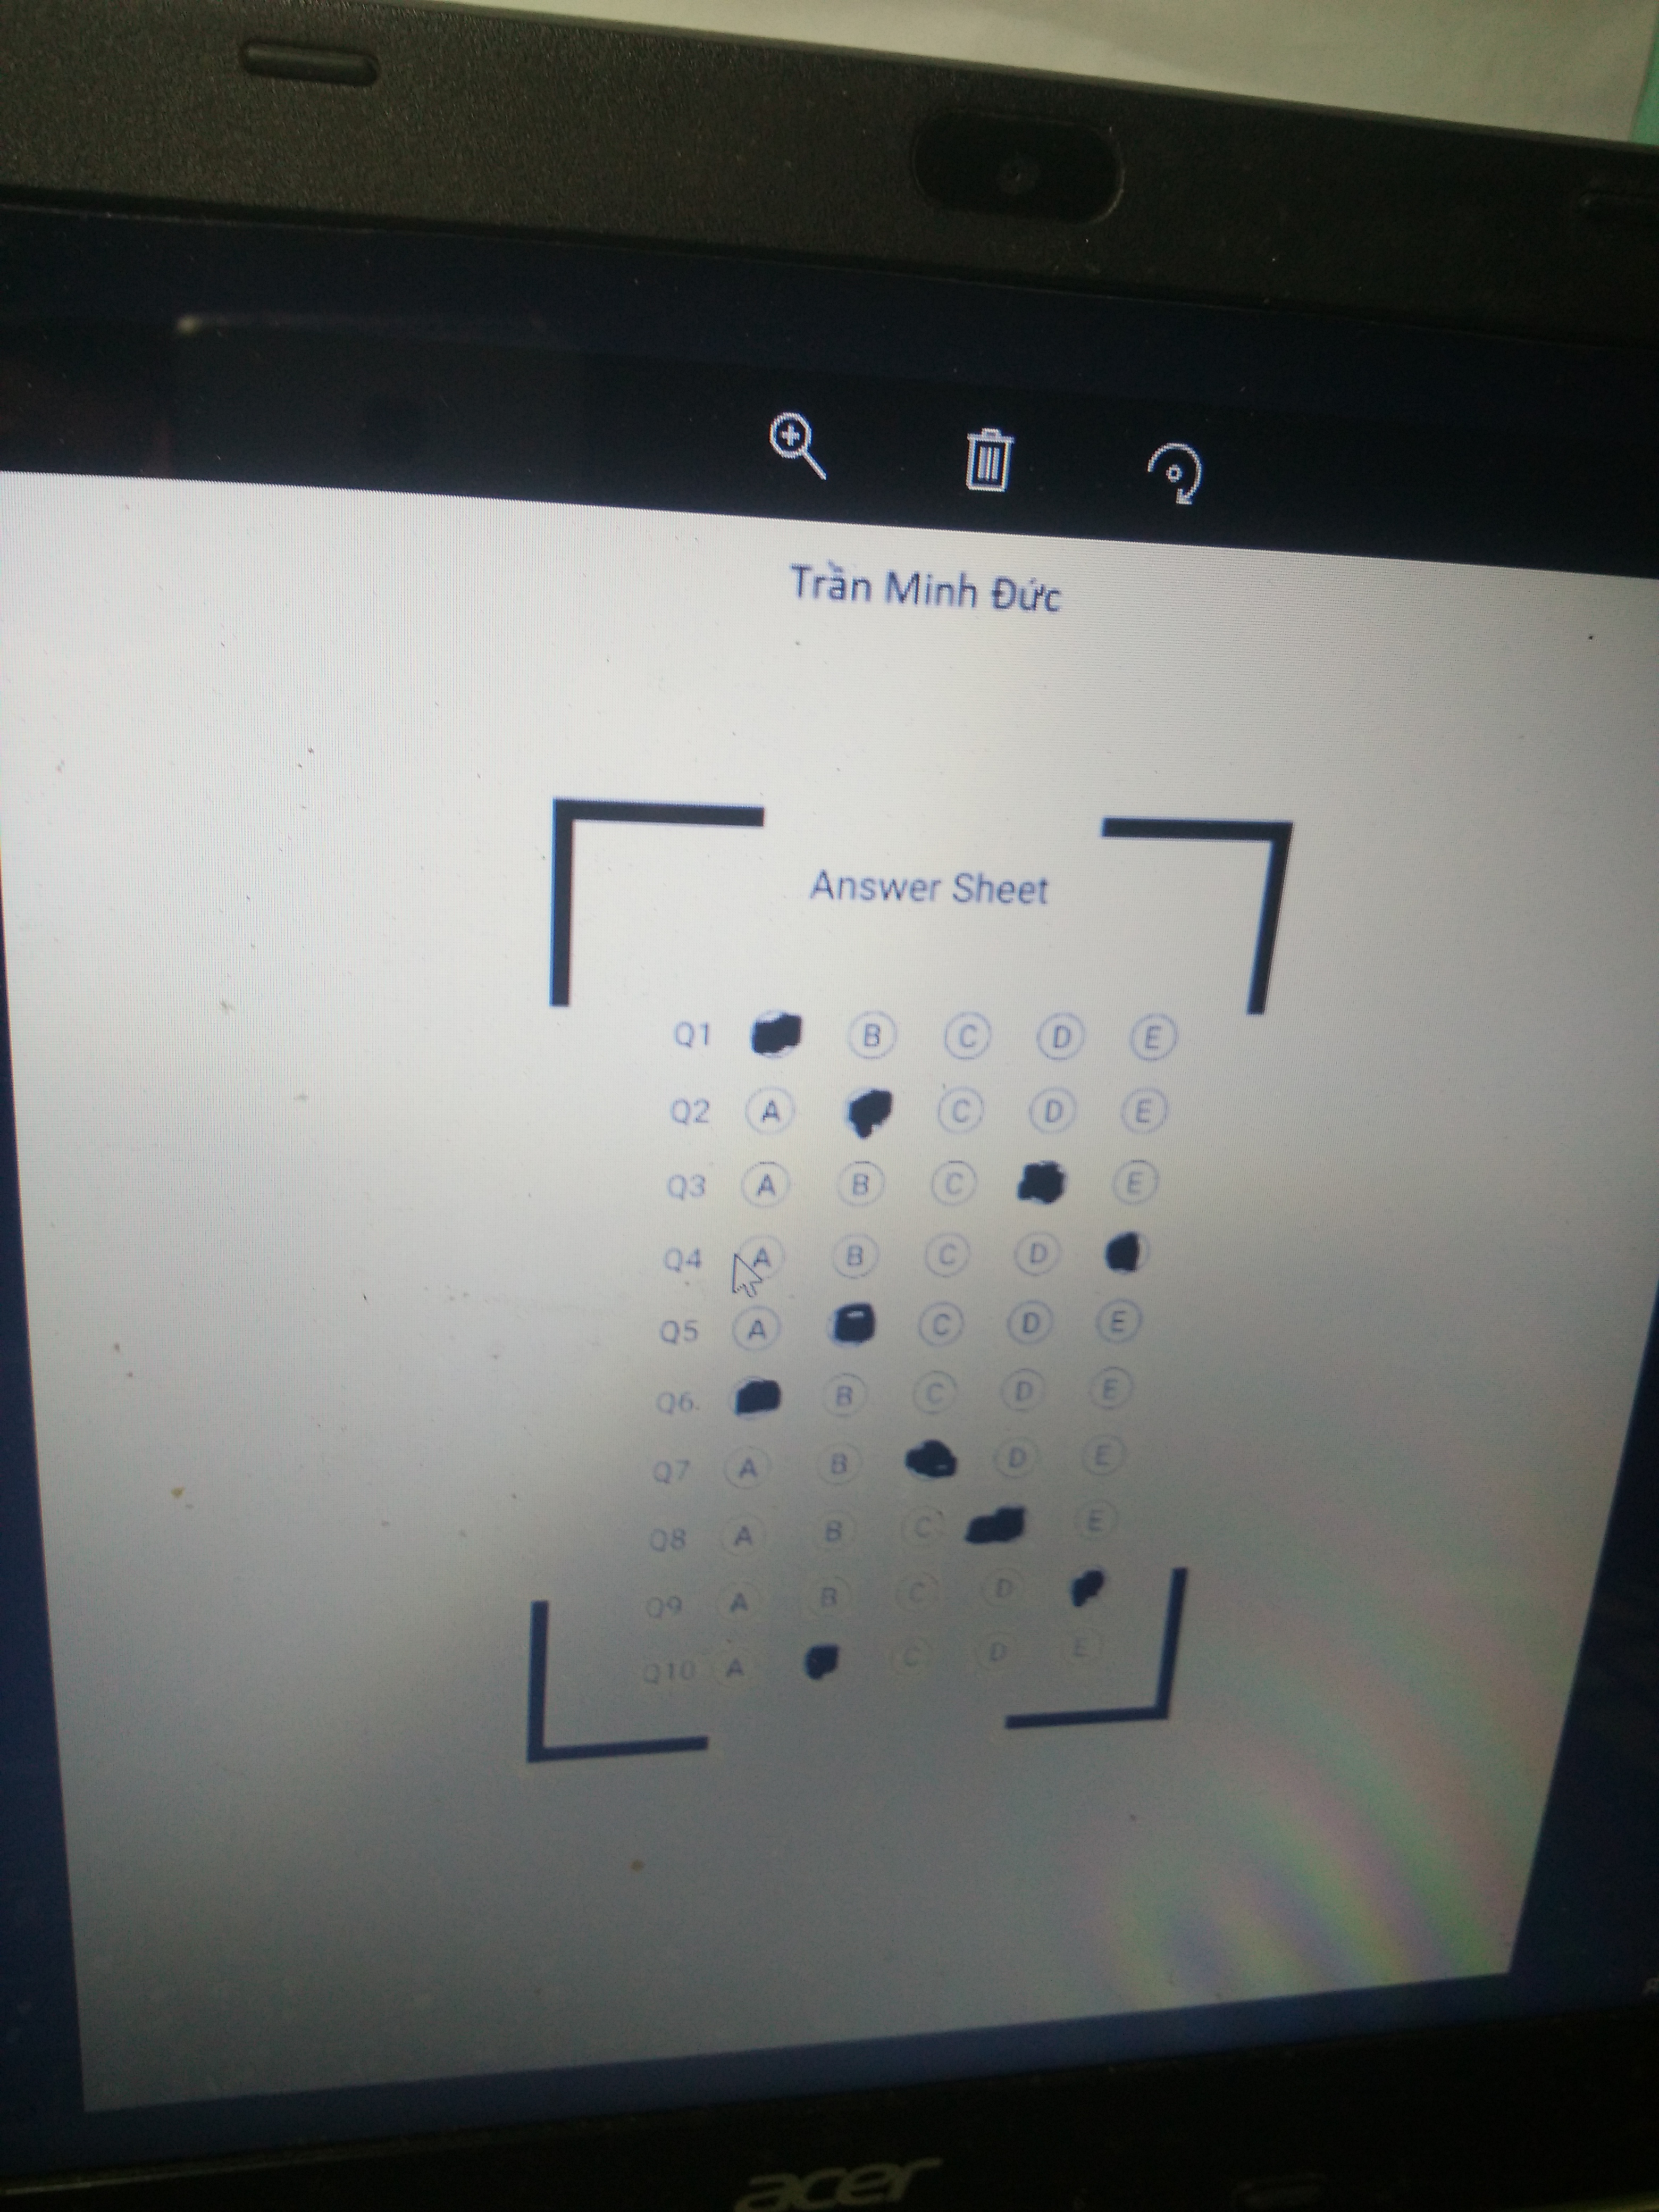 Trần Minh Đức
Answer Sheet
Q1 B C D E
Q2 A C D E
Q3 A B C E
Q4 A B C D
Q5 A C D E
Q6. B C D E
Q7 A B D E
Q8 A B C E
Q9 A B C D
Q10 A C D E
acer